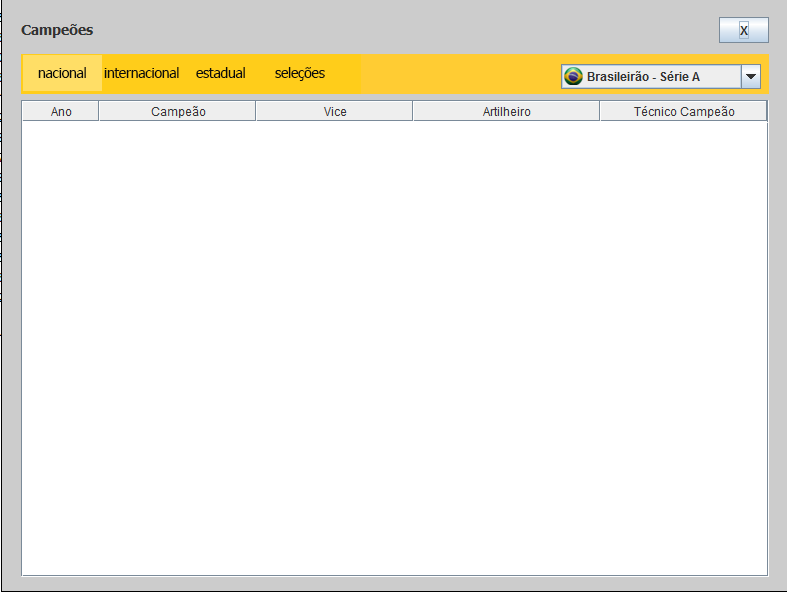 Campeões X
nacional internacional estadual seleções Brasileirão - Série A
Ano Campeão Vice Artilheiro Técnico Campeão